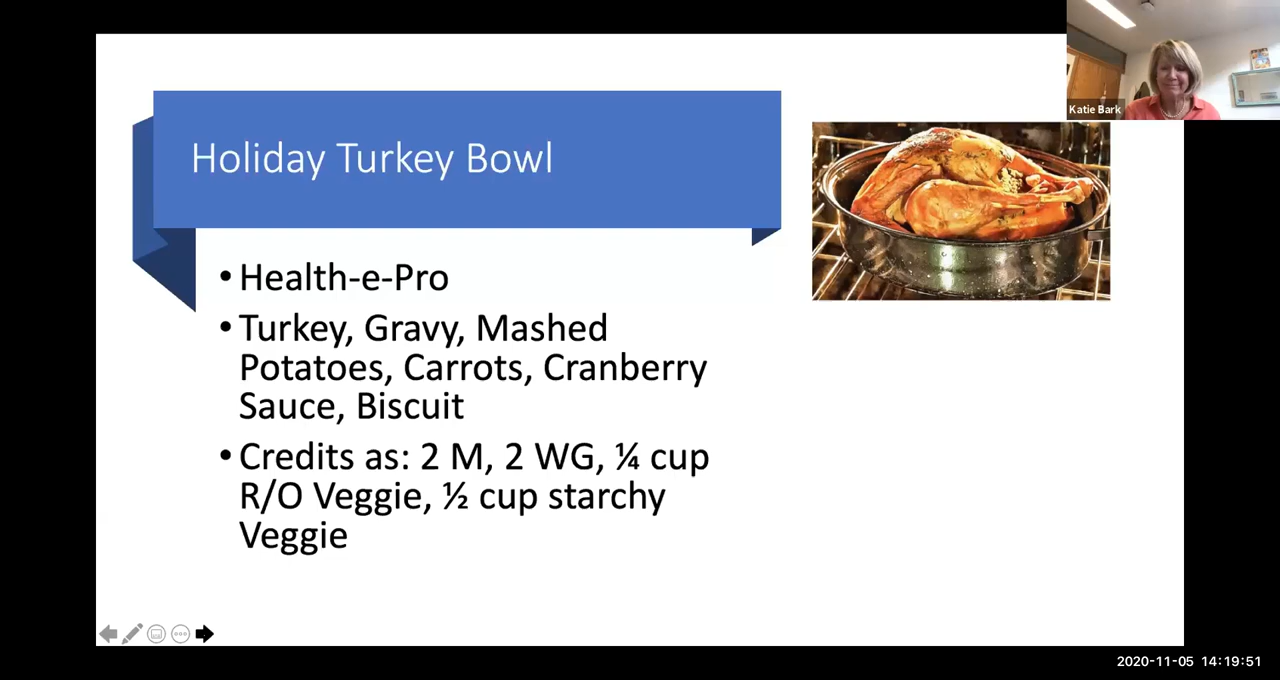 Katie Bark
Holiday Turkey Bowl
• Health-e-Pro
• Turkey, Gravy, Mashed
Potatoes, Carrots, Cranberry
Sauce, Biscuit
• Credits as: 2 M, 2 WG, ¼ cup
R/O Veggie, ½ cup starchy
Veggie
2020-11-05 14:19:51